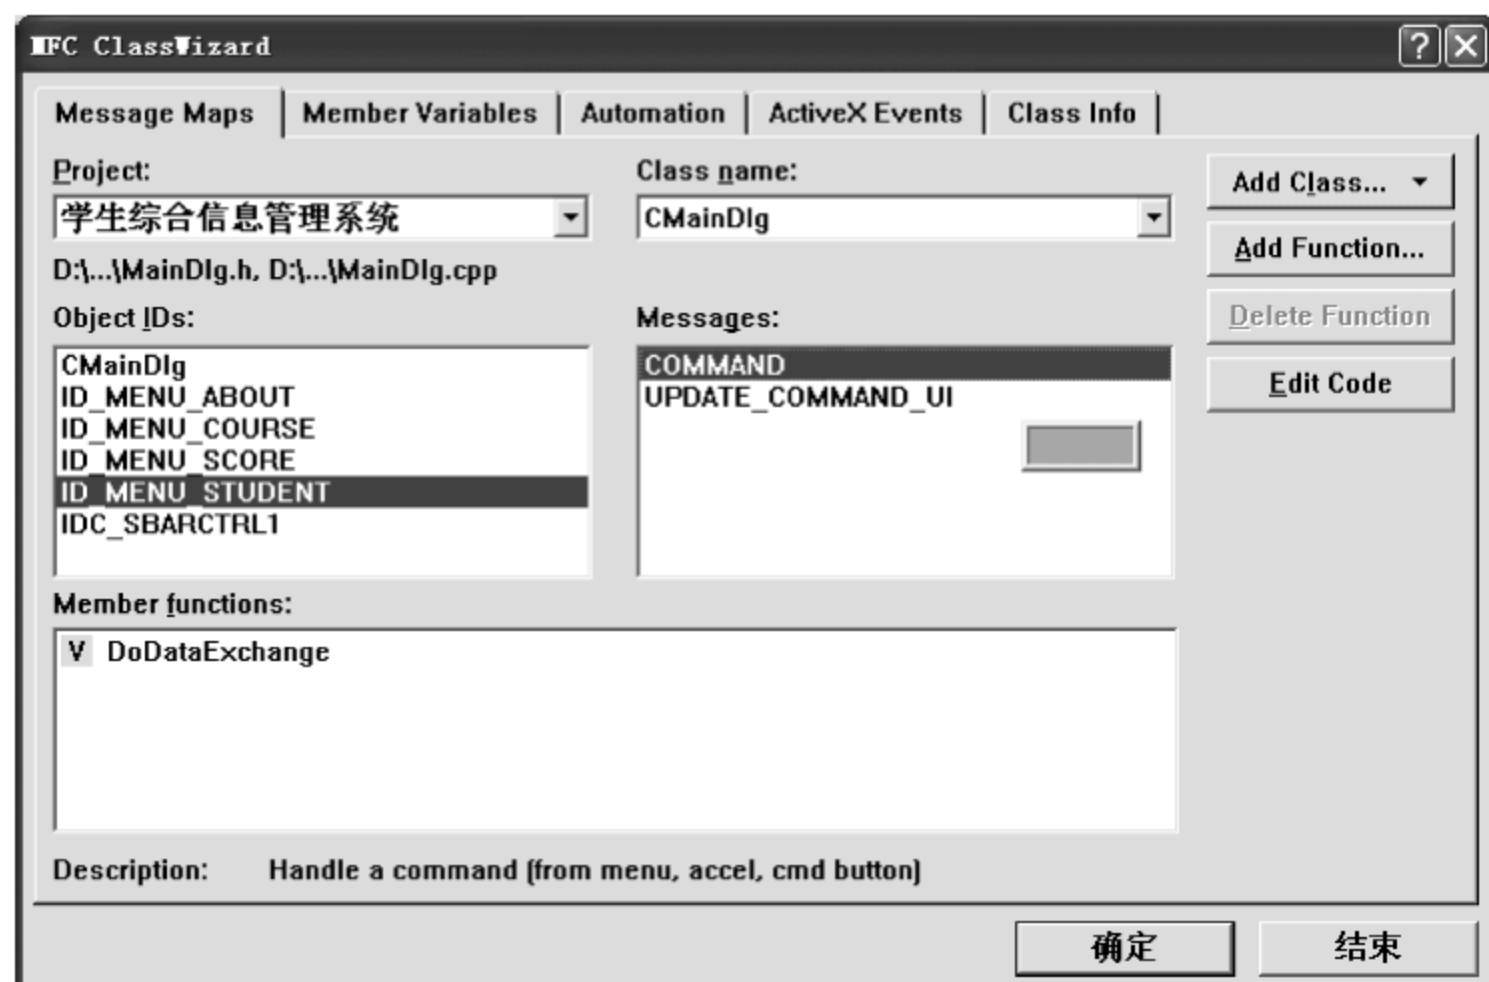 MFC ClassWizard
Message Maps Member Variables Automation ActiveX Events Class Info
Project: Class name:
学生综合信息管理系统 CMainDlg
D:\...\MainDlg.h, D:\...\MainDlg.cpp
Add Class...
Add Function...
Delete Function
Edit Code
Object IDs:
CMainDlg
ID_MENU_ABOUT
ID_MENU_COURSE
ID_MENU_SCORE
ID_MENU_STUDENT
IDC_SBARCTRL1
Messages:
COMMAND
UPDATE_COMMAND_UI
Member functions:
V DoDataExchange
Description: Handle a command (from menu, accel, cmd button)
确定 结束